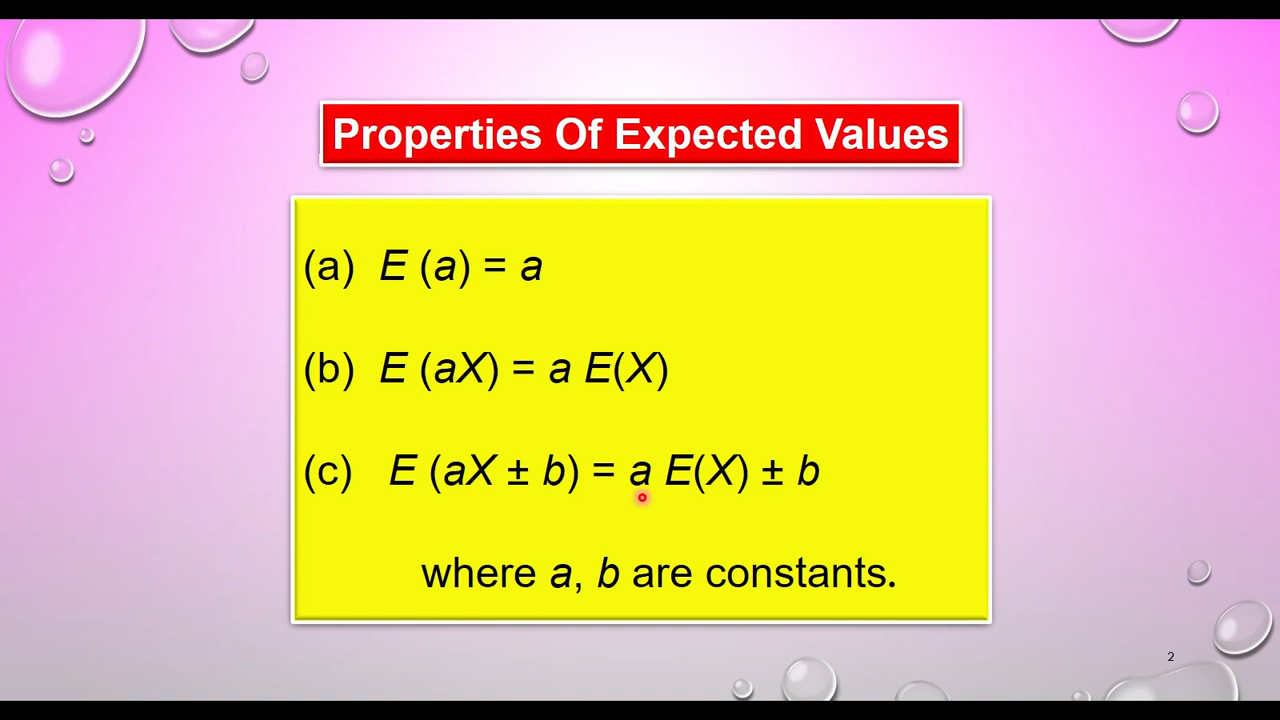 Properties Of Expected Values
(a) E (a) = a
(b) E (aX) = a E(X)
(c) E (aX ± b) = a E(X) ± b
where a, b are constants.
2